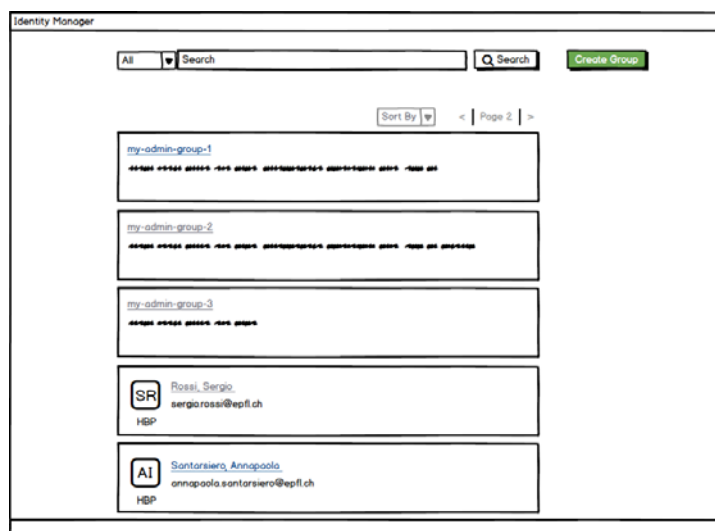 Identity Manager
All Search Search Create Group
Sort By < Page 2 >
my-admin-group-1
my-admin-group-2
my-admin-group-3
SR Rossi, Sergio
sergio.rossi@epfl.ch
HBP
AI Santarsiero, Annapaola
annapaola.santarsiero@epfl.ch
HBP